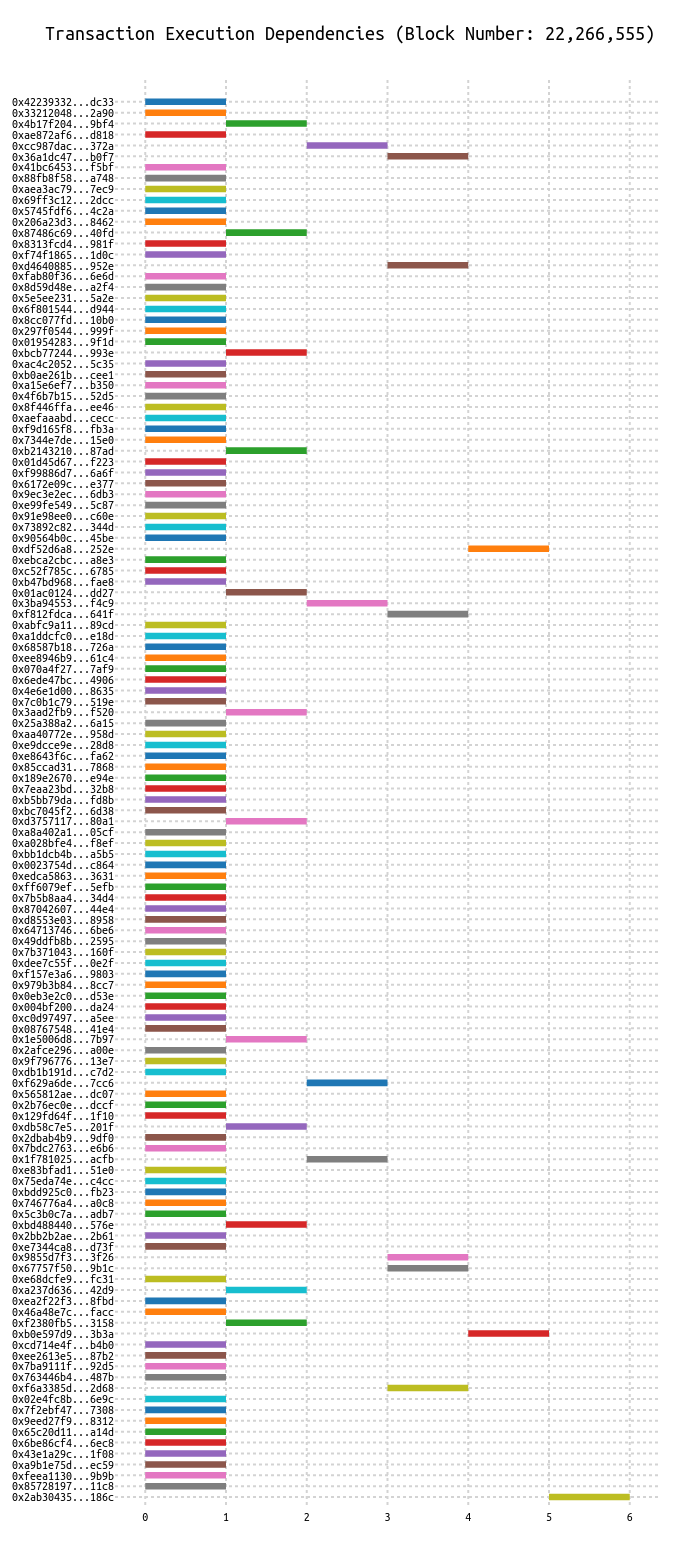 Transaction Execution Dependencies (Block Number: 22,266,555)
0x42239332...dc33
0x33212048...2a90
0x4b17f204...9bf4
0xae872af6...d818
0xcc987dac...372a
0x36a1dc47...b0f7
0x41bc6453...f5bf
0x88fb8f58...a748
0xaea3ac79...7ec9
0x69ff3c12...2dcc
0x5745fdf6...4c2a
0x206a23d3...8462
0x87486c69...40fd
0x8313fcd4...981f
0xf74f1865...1d0c
0xd4640885...952e
0xfab80f36...6e6d
0x8d59d48e...a2f4
0x5e5ee231...5a2e
0x6f801544...d944
0x8cc077fd...10b0
0x297f0544...999f
0x01954283...9f1d
0xbcb77244...993e
0xac4c2052...5c35
0xb0ae261b...cee1
0xa15e6ef7...b350
0x4f6b7b15...52d5
0x8f446ffa...ee46
0xaefaaabd...cecc
0xf9d165f8...fb3a
0x7344e7de...15e0
0xb2143210...87ad
0x01d45d67...f223
0xf99886d7...6a6f
0x6172e09c...e377
0x9ec3e2ec...6db3
0xe99fe549...5c87
0x91e98ee0...c60e
0x73892c82...344d
0x90564b0c...45be
0xdf52d6a8...252e
0xebca2cbc...a8e3
0xc52f785c...6785
0xb47bd968...fae8
0x01ac0124...dd27
0x3ba94553...f4c9
0xf812fdca...641f
0xabfc9a11...89cd
0xa1ddcfc0...e18d
0x68587b18...726a
0xee8946b9...61c4
0x070a4f27...7af9
0x6ede47bc...4906
0x4e6e1d00...8635
0x7c0b1c79...519e
0x3aad2fb9...f520
0x25a388a2...6a15
0xaa40772e...958d
0xe9dcce9e...28d8
0xe8643f6c...fa62
0x85ccad31...7868
0x189e2670...e94e
0x7eaa23bd...32b8
0xb5bb79da...fd8b
0xbc7045f2...6d38
0xd3757117...80a1
0xa8a402a1...05cf
0xa028bfe4...f8ef
0xbb1dcb4b...a5b5
0x0023754d...c864
0xedca5863...3631
0xff6079ef...5efb
0x7b5b8aa4...34d4
0x87042607...44e4
0xd8553e03...8958
0x64713746...6be6
0x49ddfb8b...2595
0x7b371043...160f
0xdee7c55f...0e2f
0xf157e3a6...9803
0x979b3b84...8cc7
0x0eb3e2c0...d53e
0x004bf200...da24
0xc0d97497...a5ee
0x08767548...41e4
0x1e5006d8...7b97
0x2afce296...a00e
0x9f796776...13e7
0xdb1b191d...c7d2
0xf629a6de...7cc6
0x565812ae...dc07
0x2b76ec0e...dccf
0x129fd64f...1f10
0xdb58c7e5...201f
0x2dbab4b9...9df0
0x7bdc2763...e6b6
0x1f781025...acfb
0xe83bfad1...51e0
0x75eda74e...c4cc
0xbdd925c0...fb23
0x746776a4...a0c8
0x5c3b0c7a...adb7
0xbd488440...576e
0x2bb2b2ae...2b61
0xe7344ca8...d73f
0x9855d7f3...3f26
0x67757f50...9b1c
0xe68dcfe9...fc31
0xa237d636...42d9
0xea2f22f3...8fbd
0x46a48e7c...facc
0xf2380fb5...3158
0xb0e597d9...3b3a
0xcd714e4f...b4b0
0xee2613e5...87b2
0x7ba9111f...92d5
0x763446b4...487b
0xf6a3385d...2d68
0x02e4fc8b...6e9c
0x7f2ebf47...7308
0x9eed27f9...8312
0x65c20d11...a14d
0x6be86cf4...6ec8
0x43e1a29c...1f08
0xa9b1e75d...ec59
0xfeea1130...9b9b
0x85728197...11c8
0x2ab30435...186c
0 1 2 3 4 5 6